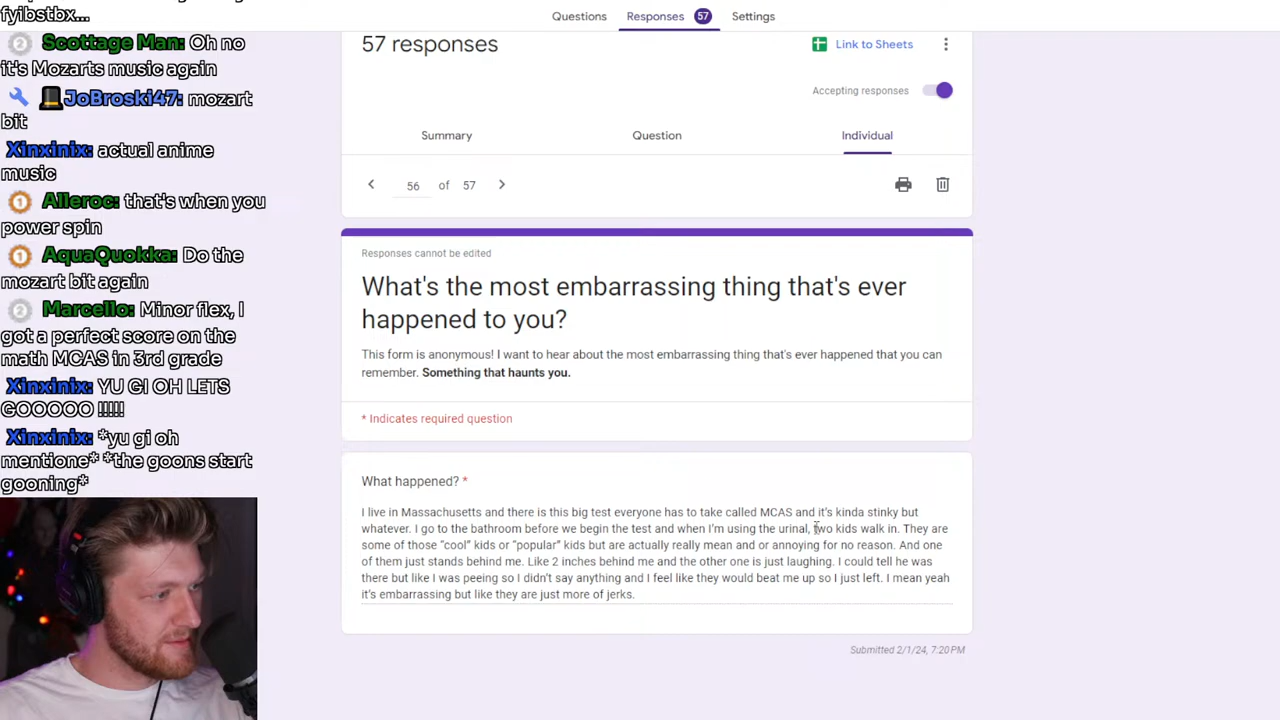 fyibstbx...
Scottage Man: Oh no
it's Mozarts music again
JoBroski47: mozart
bit
Xinxinix: actual anime
music
Alleroc: that's when you
power spin
AquaQuokka: Do the
mozart bit again
Marcello: Minor flex, I
got a perfect score on the
math MCAS in 3rd grade
Xinxinix: YU GI OH LETS
GOOOOO !!!!!
Xinxinix: *yu gi oh
mentione* *the goons start
gooning*
Questions Responses 57 Settings
57 responses
Link to Sheets
Accepting responses
Summary Question Individual
56 of 57
Responses cannot be edited
What's the most embarrassing thing that's ever
happened to you?
This form is anonymous! I want to hear about the most embarrassing thing that's ever happened that you can
remember. Something that haunts you.
* Indicates required question
What happened? *
I live in Massachusetts and there is this big test everyone has to take called MCAS and it's kinda stinky but
whatever. I go to the bathroom before we begin the test and when I'm using the urinal, two kids walk in. They are
some of those “cool” kids or “popular” kids but are actually really mean and or annoying for no reason. And one
of them just stands behind me. Like 2 inches behind me and the other one is just laughing. I could tell he was
there but like I was peeing so I didn't say anything and I feel like they would beat me up so I just left. I mean yeah
it's embarrassing but like they are just more of jerks.
Submitted 2/1/24, 7:20 PM